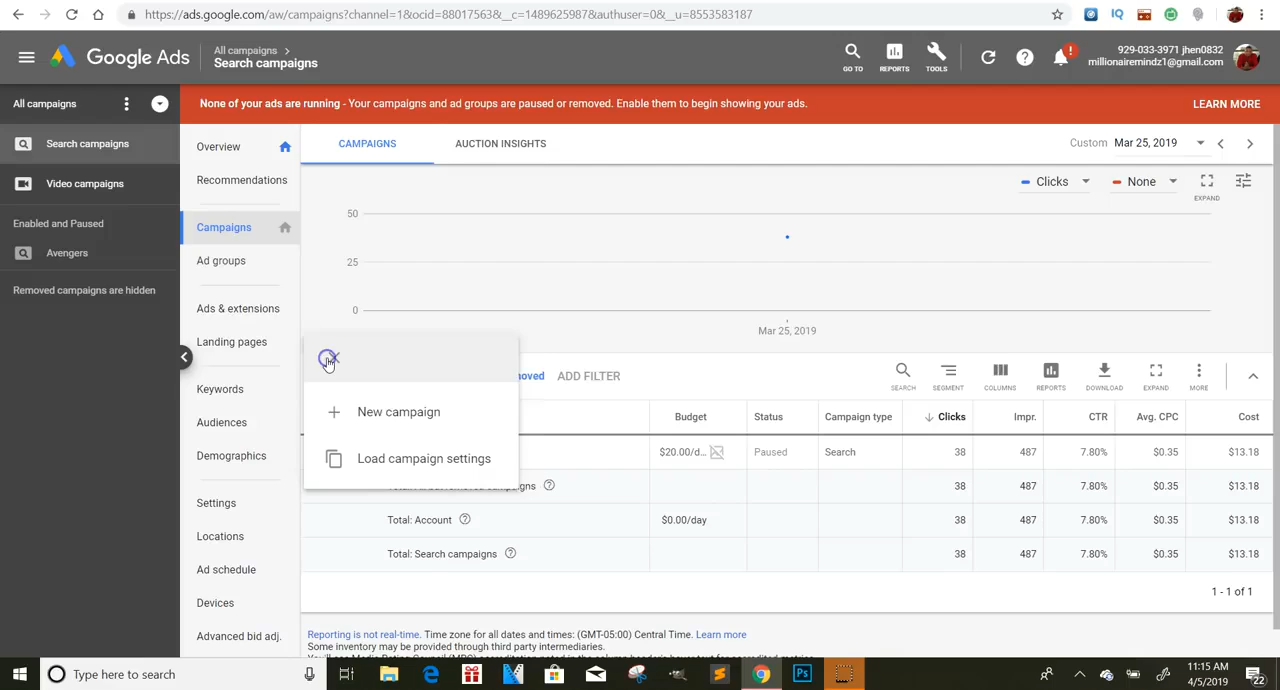 https://ads.google.com/aw/campaigns?channel=1&ocid=88017563&__c=1489625987&authuser=0&__u=8553583187
IQ
Google Ads
All campaigns >
Search campaigns
GO TO
REPORTS
TOOLS
929-033-3971 jhen0832
millionairemindz1@gmail.com
All campaigns
None of your ads are running - Your campaigns and ad groups are paused or removed. Enable them to begin showing your ads.
LEARN MORE
Search campaigns
Video campaigns
Enabled and Paused
Avengers
Removed campaigns are hidden
Overview
Recommendations
Campaigns
Ad groups
Ads & extensions
Landing pages
Keywords
Audiences
Demographics
Settings
Locations
Ad schedule
Devices
Advanced bid adj.
CAMPAIGNS
AUCTION INSIGHTS
Custom Mar 25, 2019
Clicks
None
EXPAND
50
25
0
Mar 25, 2019
New campaign
Load campaign settings
moved ADD FILTER
SEARCH
SEGMENT
COLUMNS
REPORTS
DOWNLOAD
EXPAND
MORE
Budget Status Campaign type Clicks Impr. CTR Avg. CPC Cost
$20.00/d... Paused Search 38 487 7.80% $0.35 $13.18
38 487 7.80% $0.35 $13.18
Total: Account $0.00/day 38 487 7.80% $0.35 $13.18
Total: Search campaigns 38 487 7.80% $0.35 $13.18
1 - 1 of 1
Reporting is not real-time. Time zone for all dates and times: (GMT-05:00) Central Time. Learn more
Some inventory may be provided through third party intermediaries.
Type here to search
Ps
11:15 AM
4/5/2019
22